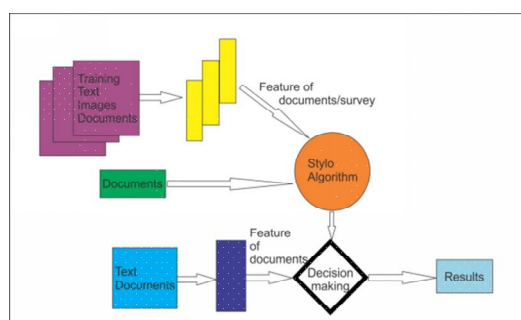 Training
Text
Images
Documents
Feature of
documents/survey
Stylo
Algorithm
Documents
Feature
of
documents
Text
Documents
Decision
making
Results